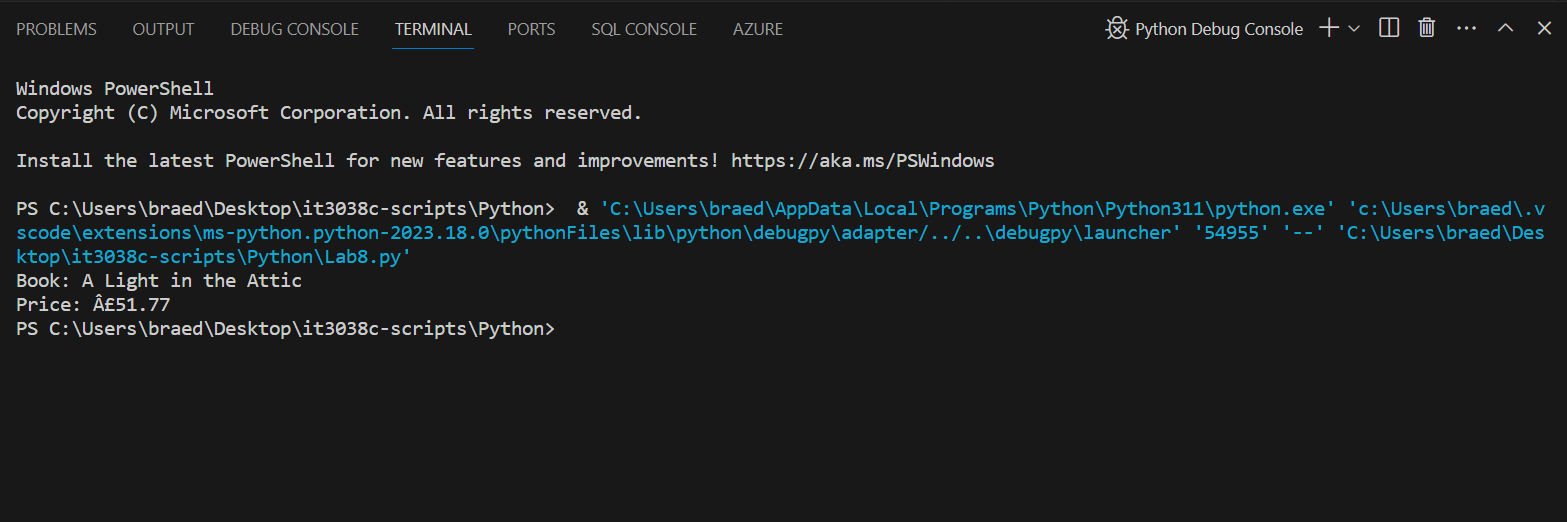 PROBLEMS OUTPUT DEBUG CONSOLE TERMINAL PORTS SQL CONSOLE AZURE Python Debug Console
Windows PowerShell
Copyright (C) Microsoft Corporation. All rights reserved.
Install the latest PowerShell for new features and improvements! https://aka.ms/PSWindows
PS C:\Users\braed\Desktop\it3038c-scripts\Python>  & 'C:\Users\braed\AppData\Local\Programs\Python\Python311\python.exe' 'c:\Users\braed\.v
scode\extensions\ms-python.python-2023.18.0\pythonFiles\lib\python\debugpy\adapter/../..\debugpy\launcher' '54955' '--' 'C:\Users\braed\Des
ktop\it3038c-scripts\Python\Lab8.py'
Book: A Light in the Attic
Price: Â£51.77
PS C:\Users\braed\Desktop\it3038c-scripts\Python>